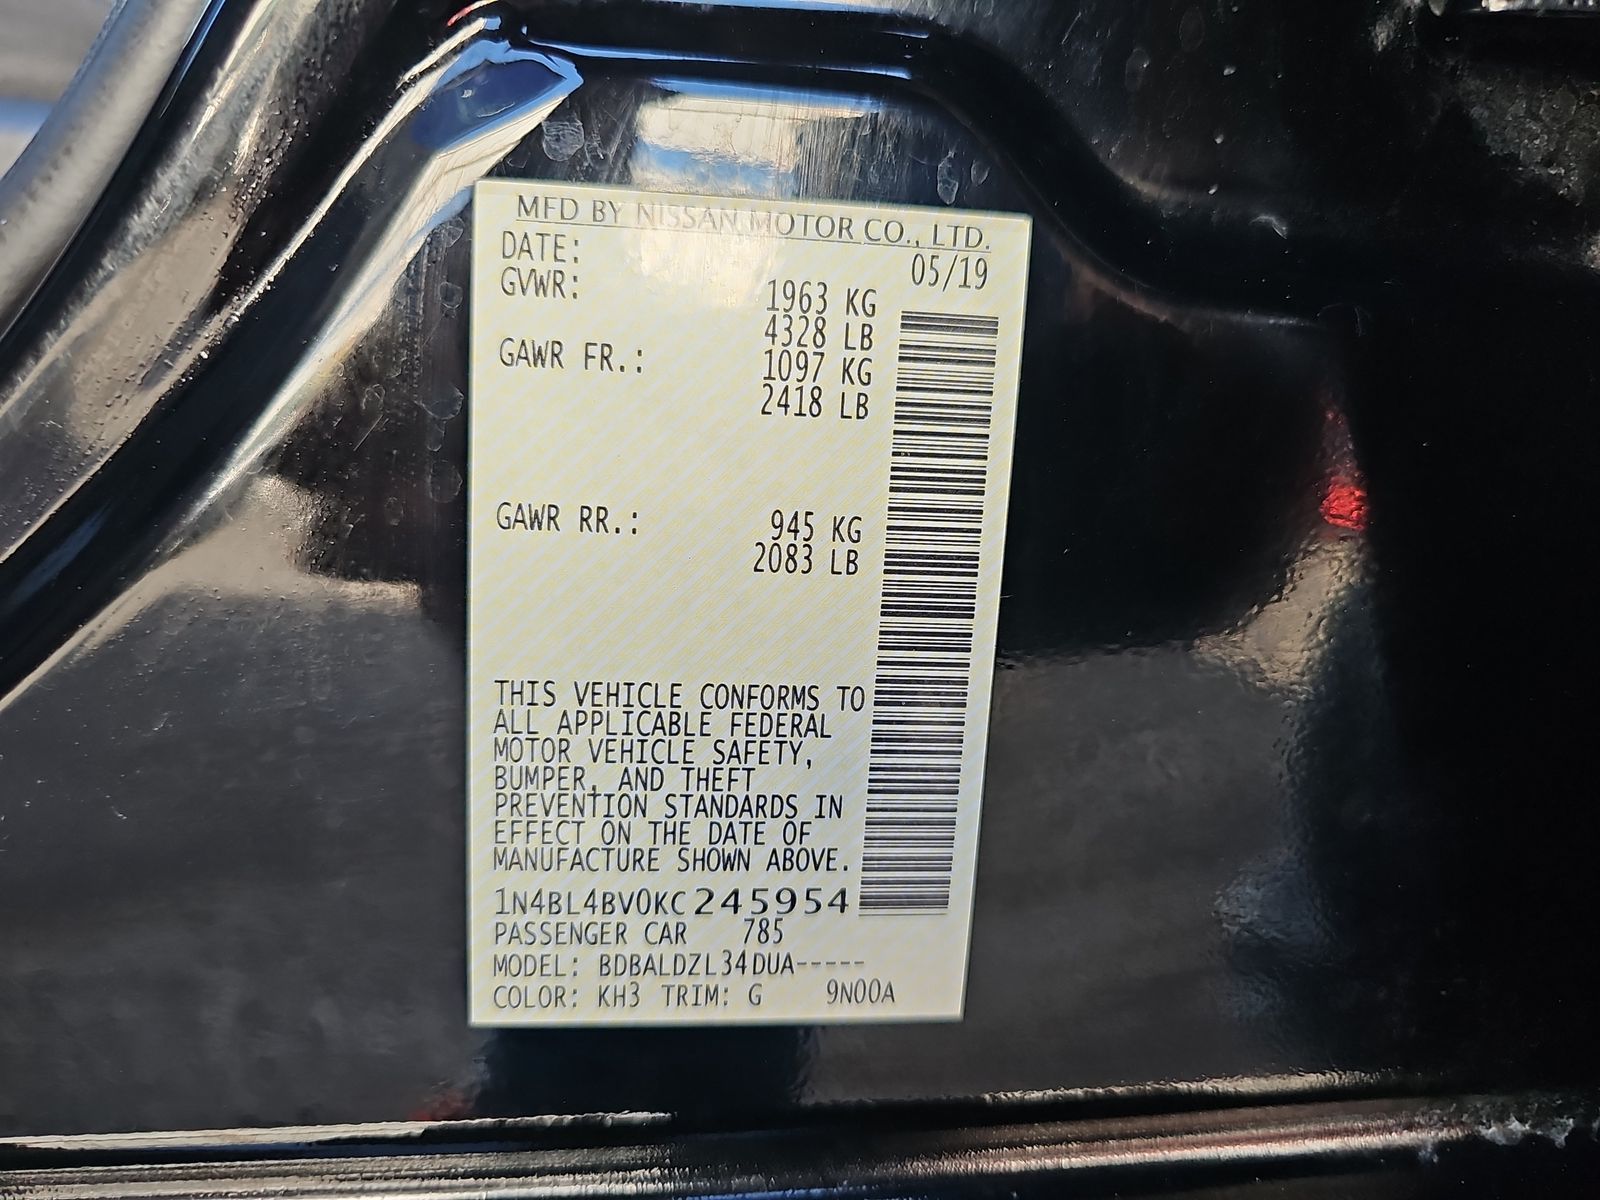 MFD BY NISSAN MOTOR CO., LTD.
DATE: 05/19
GVWR: 1963 KG
4328 LB
GAWR FR.: 1097 KG
2418 LB
GAWR RR.: 945 KG
2083 LB
THIS VEHICLE CONFORMS TO
ALL APPLICABLE FEDERAL
MOTOR VEHICLE SAFETY,
BUMPER, AND THEFT
PREVENTION STANDARDS IN
EFFECT ON THE DATE OF
MANUFACTURE SHOWN ABOVE.
1N4BL4BV0KC245954
PASSENGER CAR 785
MODEL: BDBALDZL34DUA-----
COLOR: KH3 TRIM: G 9N00A